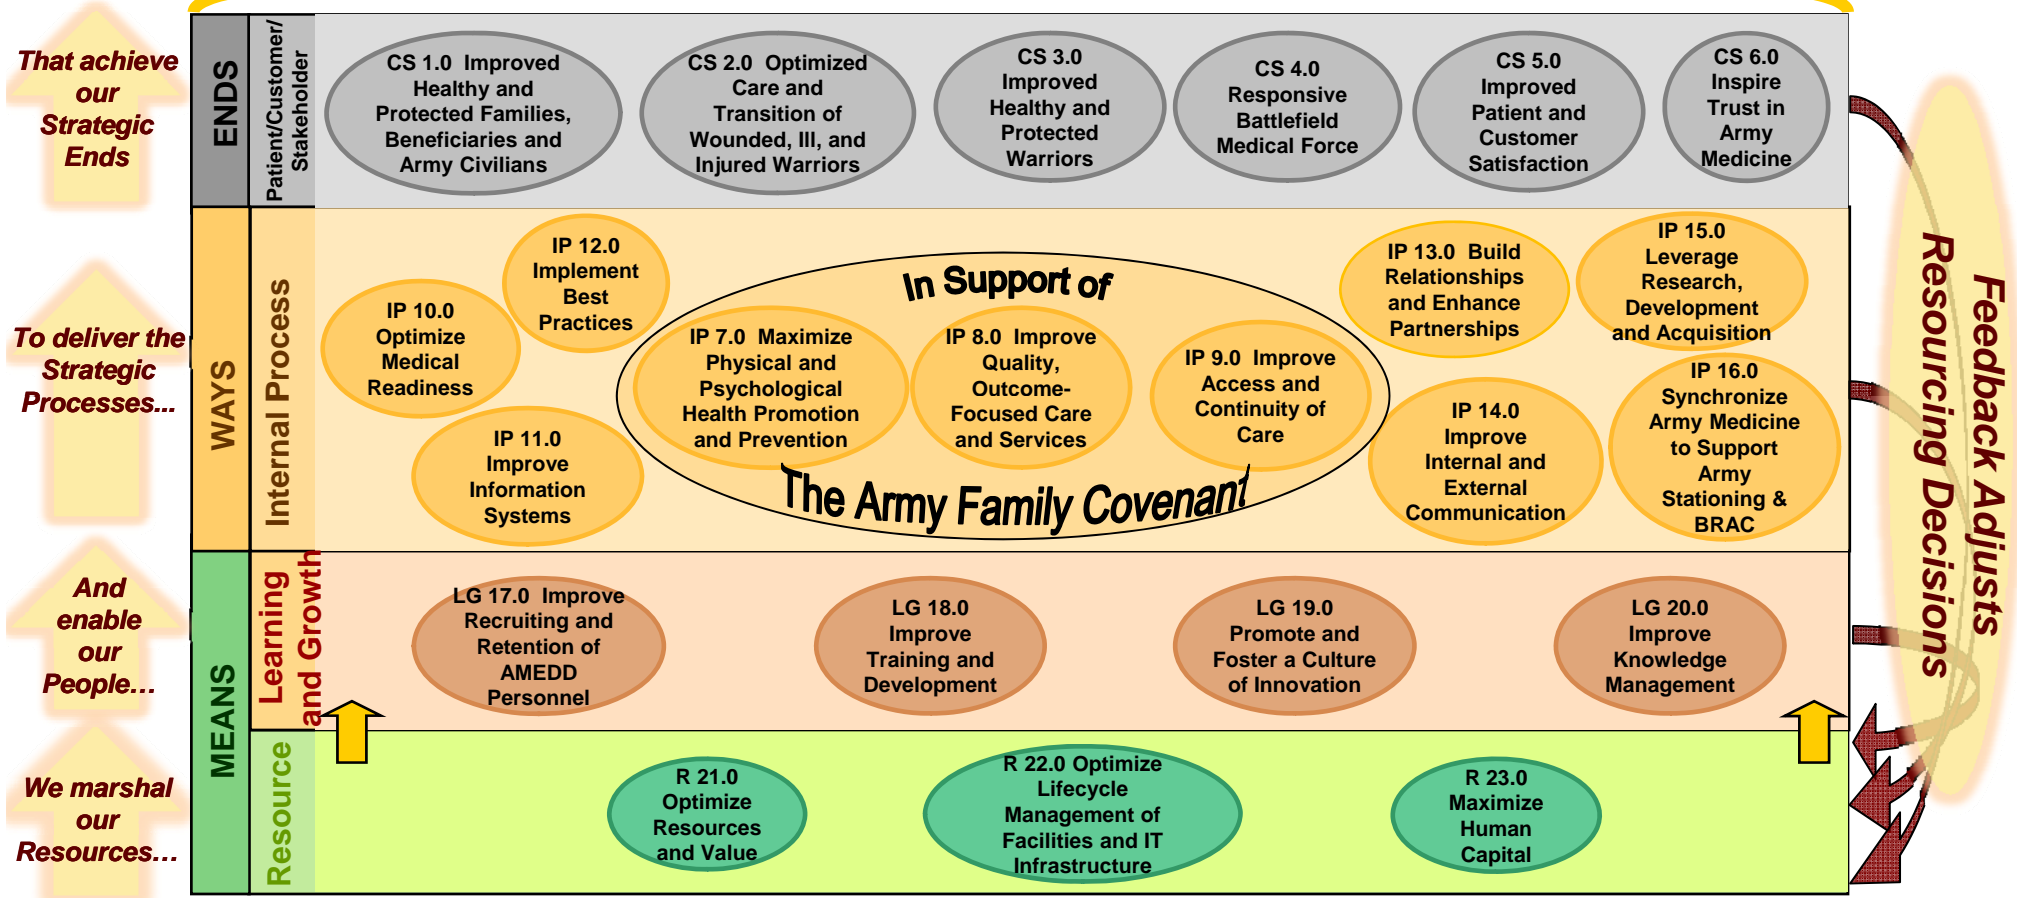 That achieve
our
Strategic
Ends
ENDS
Patient/Customer/
Stakeholder
CS 1.0 Improved
Healthy and
Protected Families,
Beneficiaries and
Army Civilians
CS 2.0 Optimized
Care and
Transition of
Wounded, Ill, and
Injured Warriors
CS 3.0
Improved
Healthy and
Protected
Warriors
CS 4.0
Responsive
Battlefield
Medical Force
CS 5.0
Improved
Patient and
Customer
Satisfaction
CS 6.0
Inspire
Trust in
Army
Medicine
To deliver the
Strategic
Processes...
WAYS
Internal Process
IP 10.0
Optimize
Medical
Readiness
IP 12.0
Implement
Best
Practices
IP 11.0
Improve
Information
Systems
In Support of
IP 7.0 Maximize
Physical and
Psychological
Health Promotion
and Prevention
IP 8.0 Improve
Quality,
Outcome-
Focused Care
and Services
IP 9.0 Improve
Access and
Continuity of
Care
The Army Family Covenant
IP 13.0 Build
Relationships
and Enhance
Partnerships
IP 15.0
Leverage
Research,
Development
and Acquisition
IP 14.0
Improve
Internal and
External
Communication
IP 16.0
Synchronize
Army Medicine
to Support
Army
Stationing &
BRAC
And
enable
our
People…
MEANS
Learning
and Growth
LG 17.0 Improve
Recruiting and
Retention of
AMEDD
Personnel
LG 18.0
Improve
Training and
Development
LG 19.0
Promote and
Foster a Culture
of Innovation
LG 20.0
Improve
Knowledge
Management
We marshal
our
Resources…
Resource
R 21.0
Optimize
Resources
and Value
R 22.0 Optimize
Lifecycle
Management of
Facilities and IT
Infrastructure
R 23.0
Maximize
Human
Capital
Feedback Adjusts
Resourcing Decisions